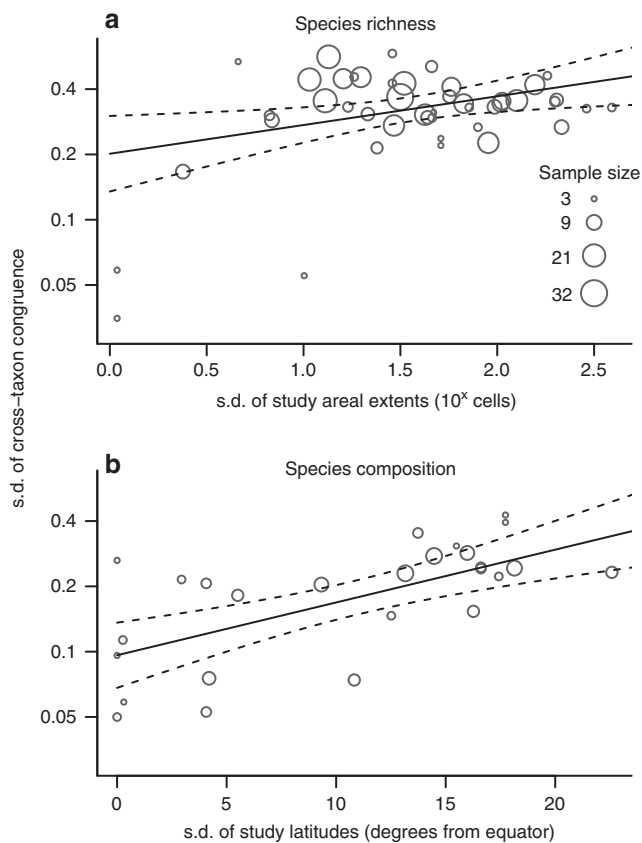 a
Species richness
0.4
0.2
0.1
0.05
Sample size
3
9
21
32
0.0 0.5 1.0 1.5 2.0 2.5
s.d. of study areal extents (10ˣ cells)
s.d. of cross−taxon congruence
b
Species composition
0.4
0.2
0.1
0.05
0 5 10 15 20
s.d. of study latitudes (degrees from equator)